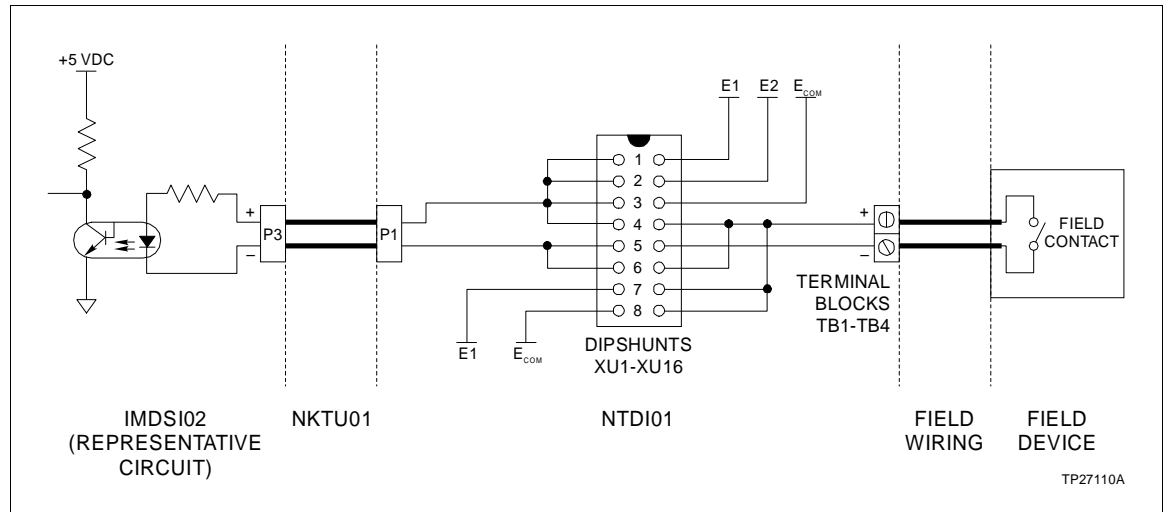 +5 VDC
E1 E2 ECOM
1
2
3
4
5
6
7
8
+
–
P3
P1
+
–
FIELD
CONTACT
TERMINAL
BLOCKS
TB1-TB4
E1 ECOM
DIPSHUNTS
XU1-XU16
IMDSI02
(REPRESENTATIVE
CIRCUIT)
NKTU01
NTDI01
FIELD
WIRING
FIELD
DEVICE
TP27110A